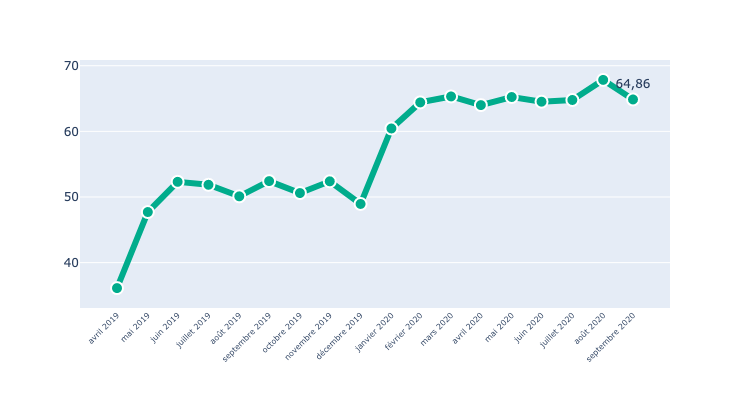 70
64,86
60
50
40
avril 2019
mai 2019
juin 2019
juillet 2019
août 2019
septembre 2019
octobre 2019
novembre 2019
décembre 2019
janvier 2020
février 2020
mars 2020
avril 2020
mai 2020
juin 2020
juillet 2020
août 2020
septembre 2020